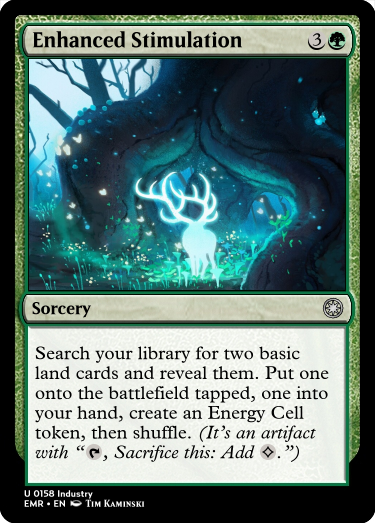 Enhanced Stimulation 3
Sorcery
Search your library for two basic
land cards and reveal them. Put one
onto the battlefield tapped, one into
your hand, create an Energy Cell
token, then shuffle. (It's an artifact
with “, Sacrifice this: Add .”)
U 0158 Industry
EMR • EN Tim Kaminski